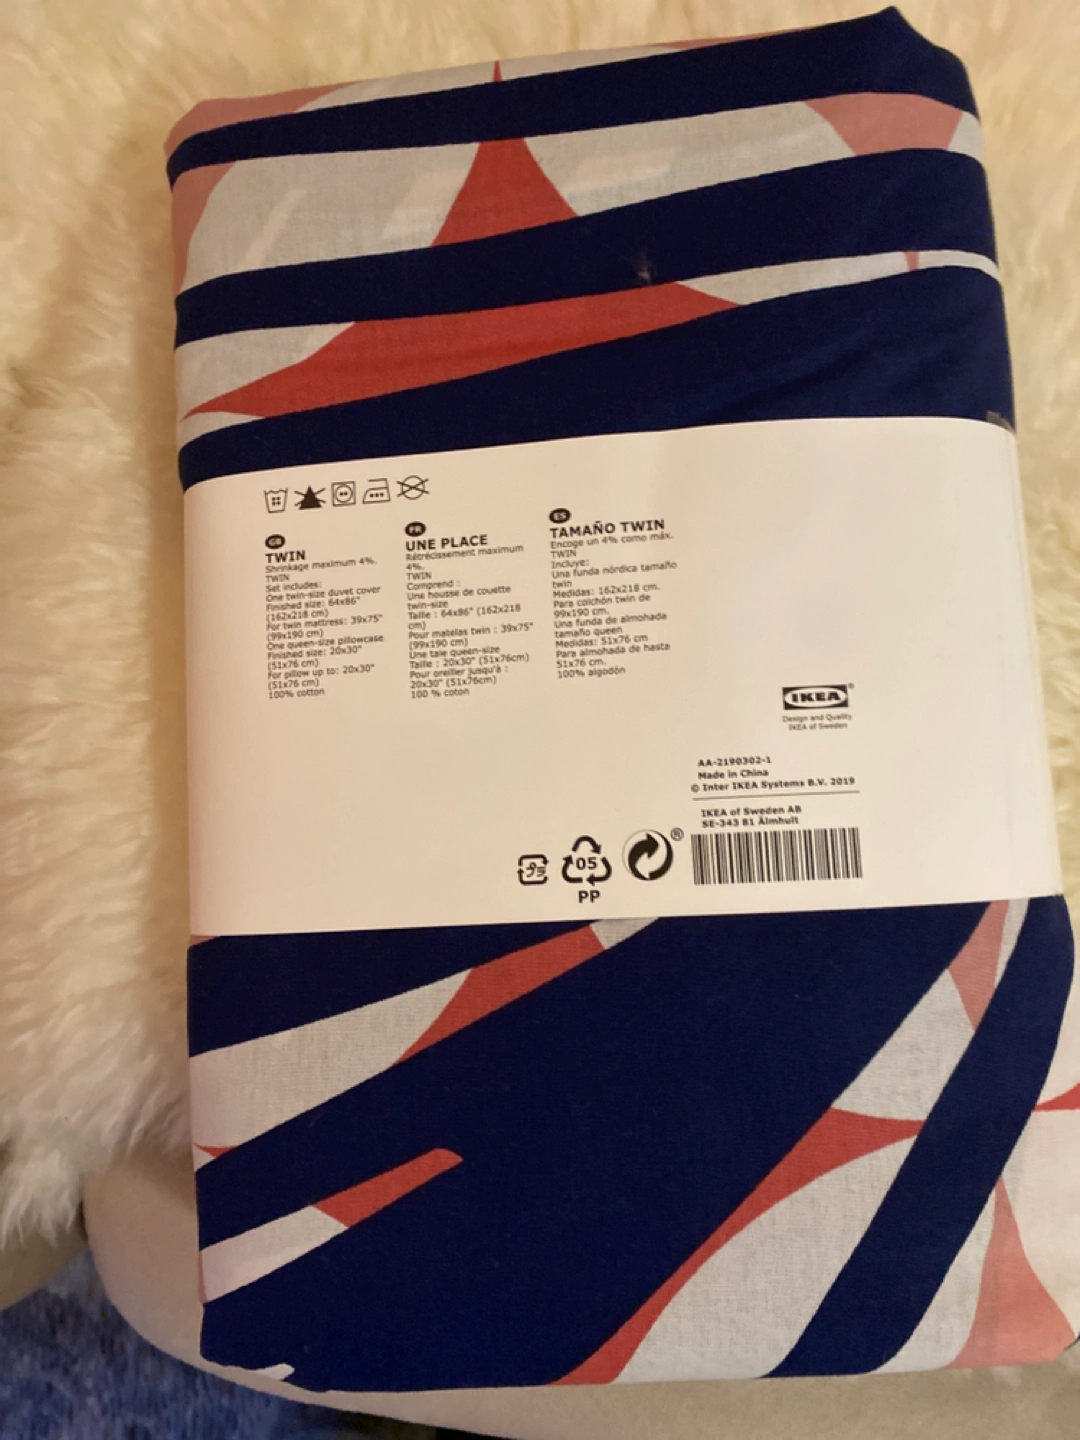 GB
TWIN
Shrinkage maximum 4%.
TWIN
Set includes:
One twin-size duvet cover
Finished size: 64x86"
(162x218 cm)
For twin mattress: 39x75"
(99x190 cm)
One queen-size pillowcase
Finished size: 20x30"
(51x76 cm)
For pillow up to: 20x30"
(51x76 cm)
100% cotton
FR
UNE PLACE
Rétrécissement maximum
4%.
TWIN
Comprend :
Une housse de couette
twin-size
Taille : 64x86" (162x218
cm)
Pour matelas twin : 39x75"
(99x190 cm)
Une taie queen-size
Taille : 20x30" (51x76cm)
Pour oreiller jusqu'à :
20x30" (51x76cm)
100 % coton
ES
TAMAÑO TWIN
Encoge un 4% como máx.
TWIN
Incluye:
Una funda nórdica tamaño
twin
Medidas: 162x218 cm.
Para colchón twin de
99x190 cm.
Una funda de almohada
tamaño queen
Medidas: 51x76 cm
Para almohada de hasta
51x76 cm.
100% algodón
IKEA®
Design and Quality
IKEA of Sweden
AA-2190302-1
Made in China
© Inter IKEA Systems B.V. 2019
IKEA of Sweden AB
SE-343 81 Älmhult
プラ
05
PP
®